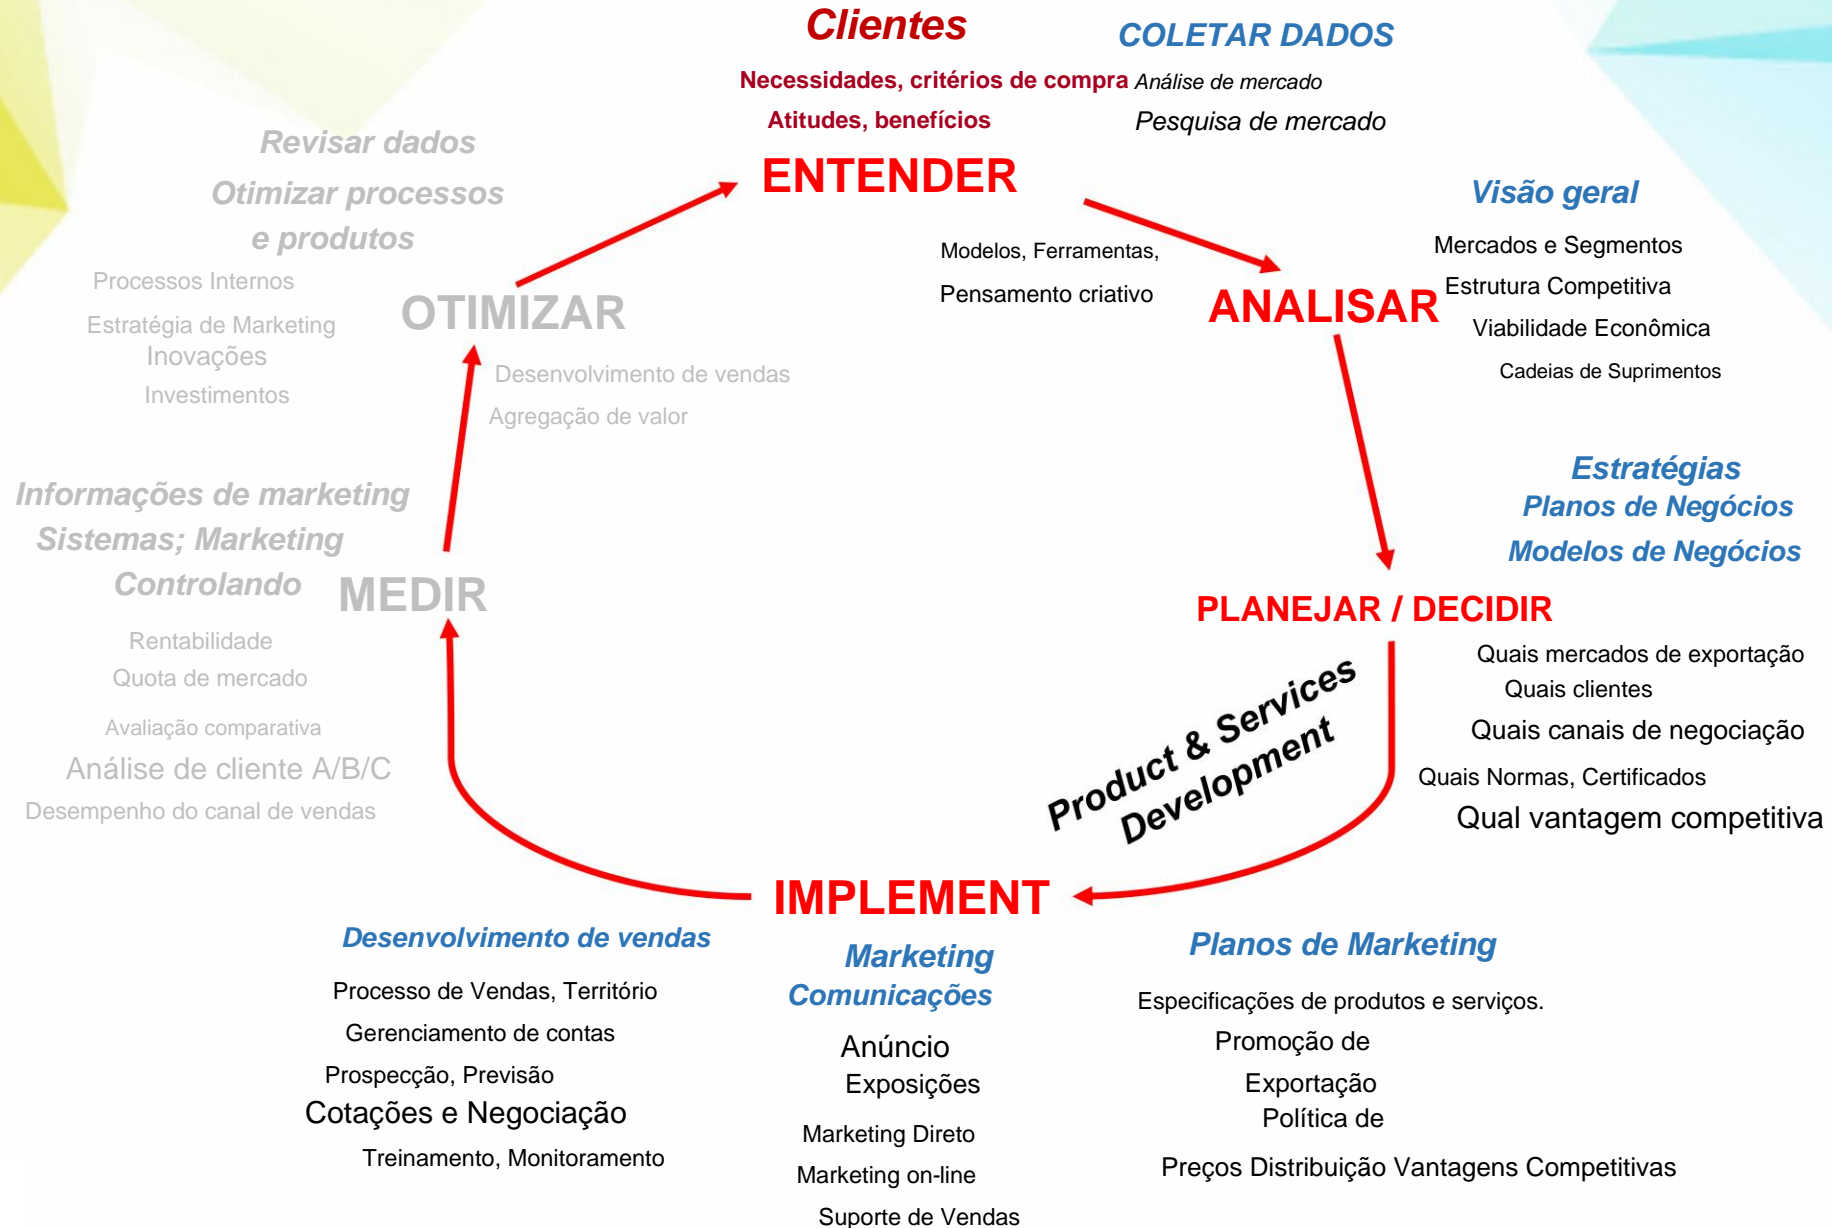 Clientes
Necessidades, critérios de compra
Atitudes, benefícios
ENTENDER
COLETAR DADOS
Análise de mercado
Pesquisa de mercado
Modelos, Ferramentas,
Pensamento criativo
ANALISAR
Visão geral
Mercados e Segmentos
Estrutura Competitiva
Viabilidade Econômica
Cadeias de Suprimentos
Estratégias
Planos de Negócios
Modelos de Negócios
PLANEJAR / DECIDIR
Quais mercados de exportação
Quais clientes
Quais canais de negociação
Quais Normas, Certificados
Qual vantagem competitiva
Product & Services
Development
IMPLEMENT
Planos de Marketing
Especificações de produtos e serviços.
Promoção de
Exportação
Política de
Preços Distribuição Vantagens Competitivas
Marketing
Comunicações
Anúncio
Exposições
Marketing Direto
Marketing on-line
Suporte de Vendas
Desenvolvimento de vendas
Processo de Vendas, Território
Gerenciamento de contas
Prospecção, Previsão
Cotações e Negociação
Treinamento, Monitoramento
Informações de marketing
Sistemas; Marketing
Controlando
MEDIR
Rentabilidade
Quota de mercado
Avaliação comparativa
Análise de cliente A/B/C
Desempenho do canal de vendas
Revisar dados
Otimizar processos
e produtos
Processos Internos
Estratégia de Marketing
Inovações
Investimentos
OTIMIZAR
Desenvolvimento de vendas
Agregação de valor